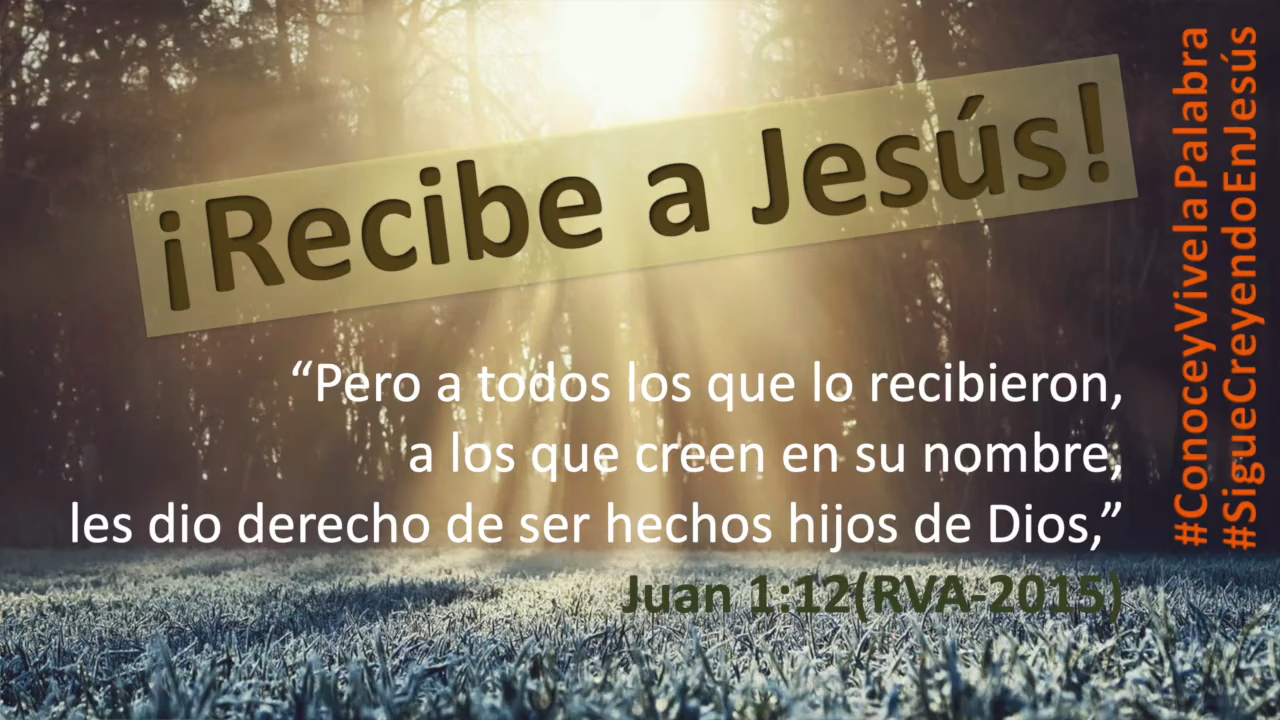 ¡Recibe a Jesús!
“Pero a todos los que lo recibieron,
a los que creen en su nombre,
les dio derecho de ser hechos hijos de Dios,”
Juan 1:12(RVA-2015)
#ConoceyVivelaPalabra
#SigueCreyendoEnJesús